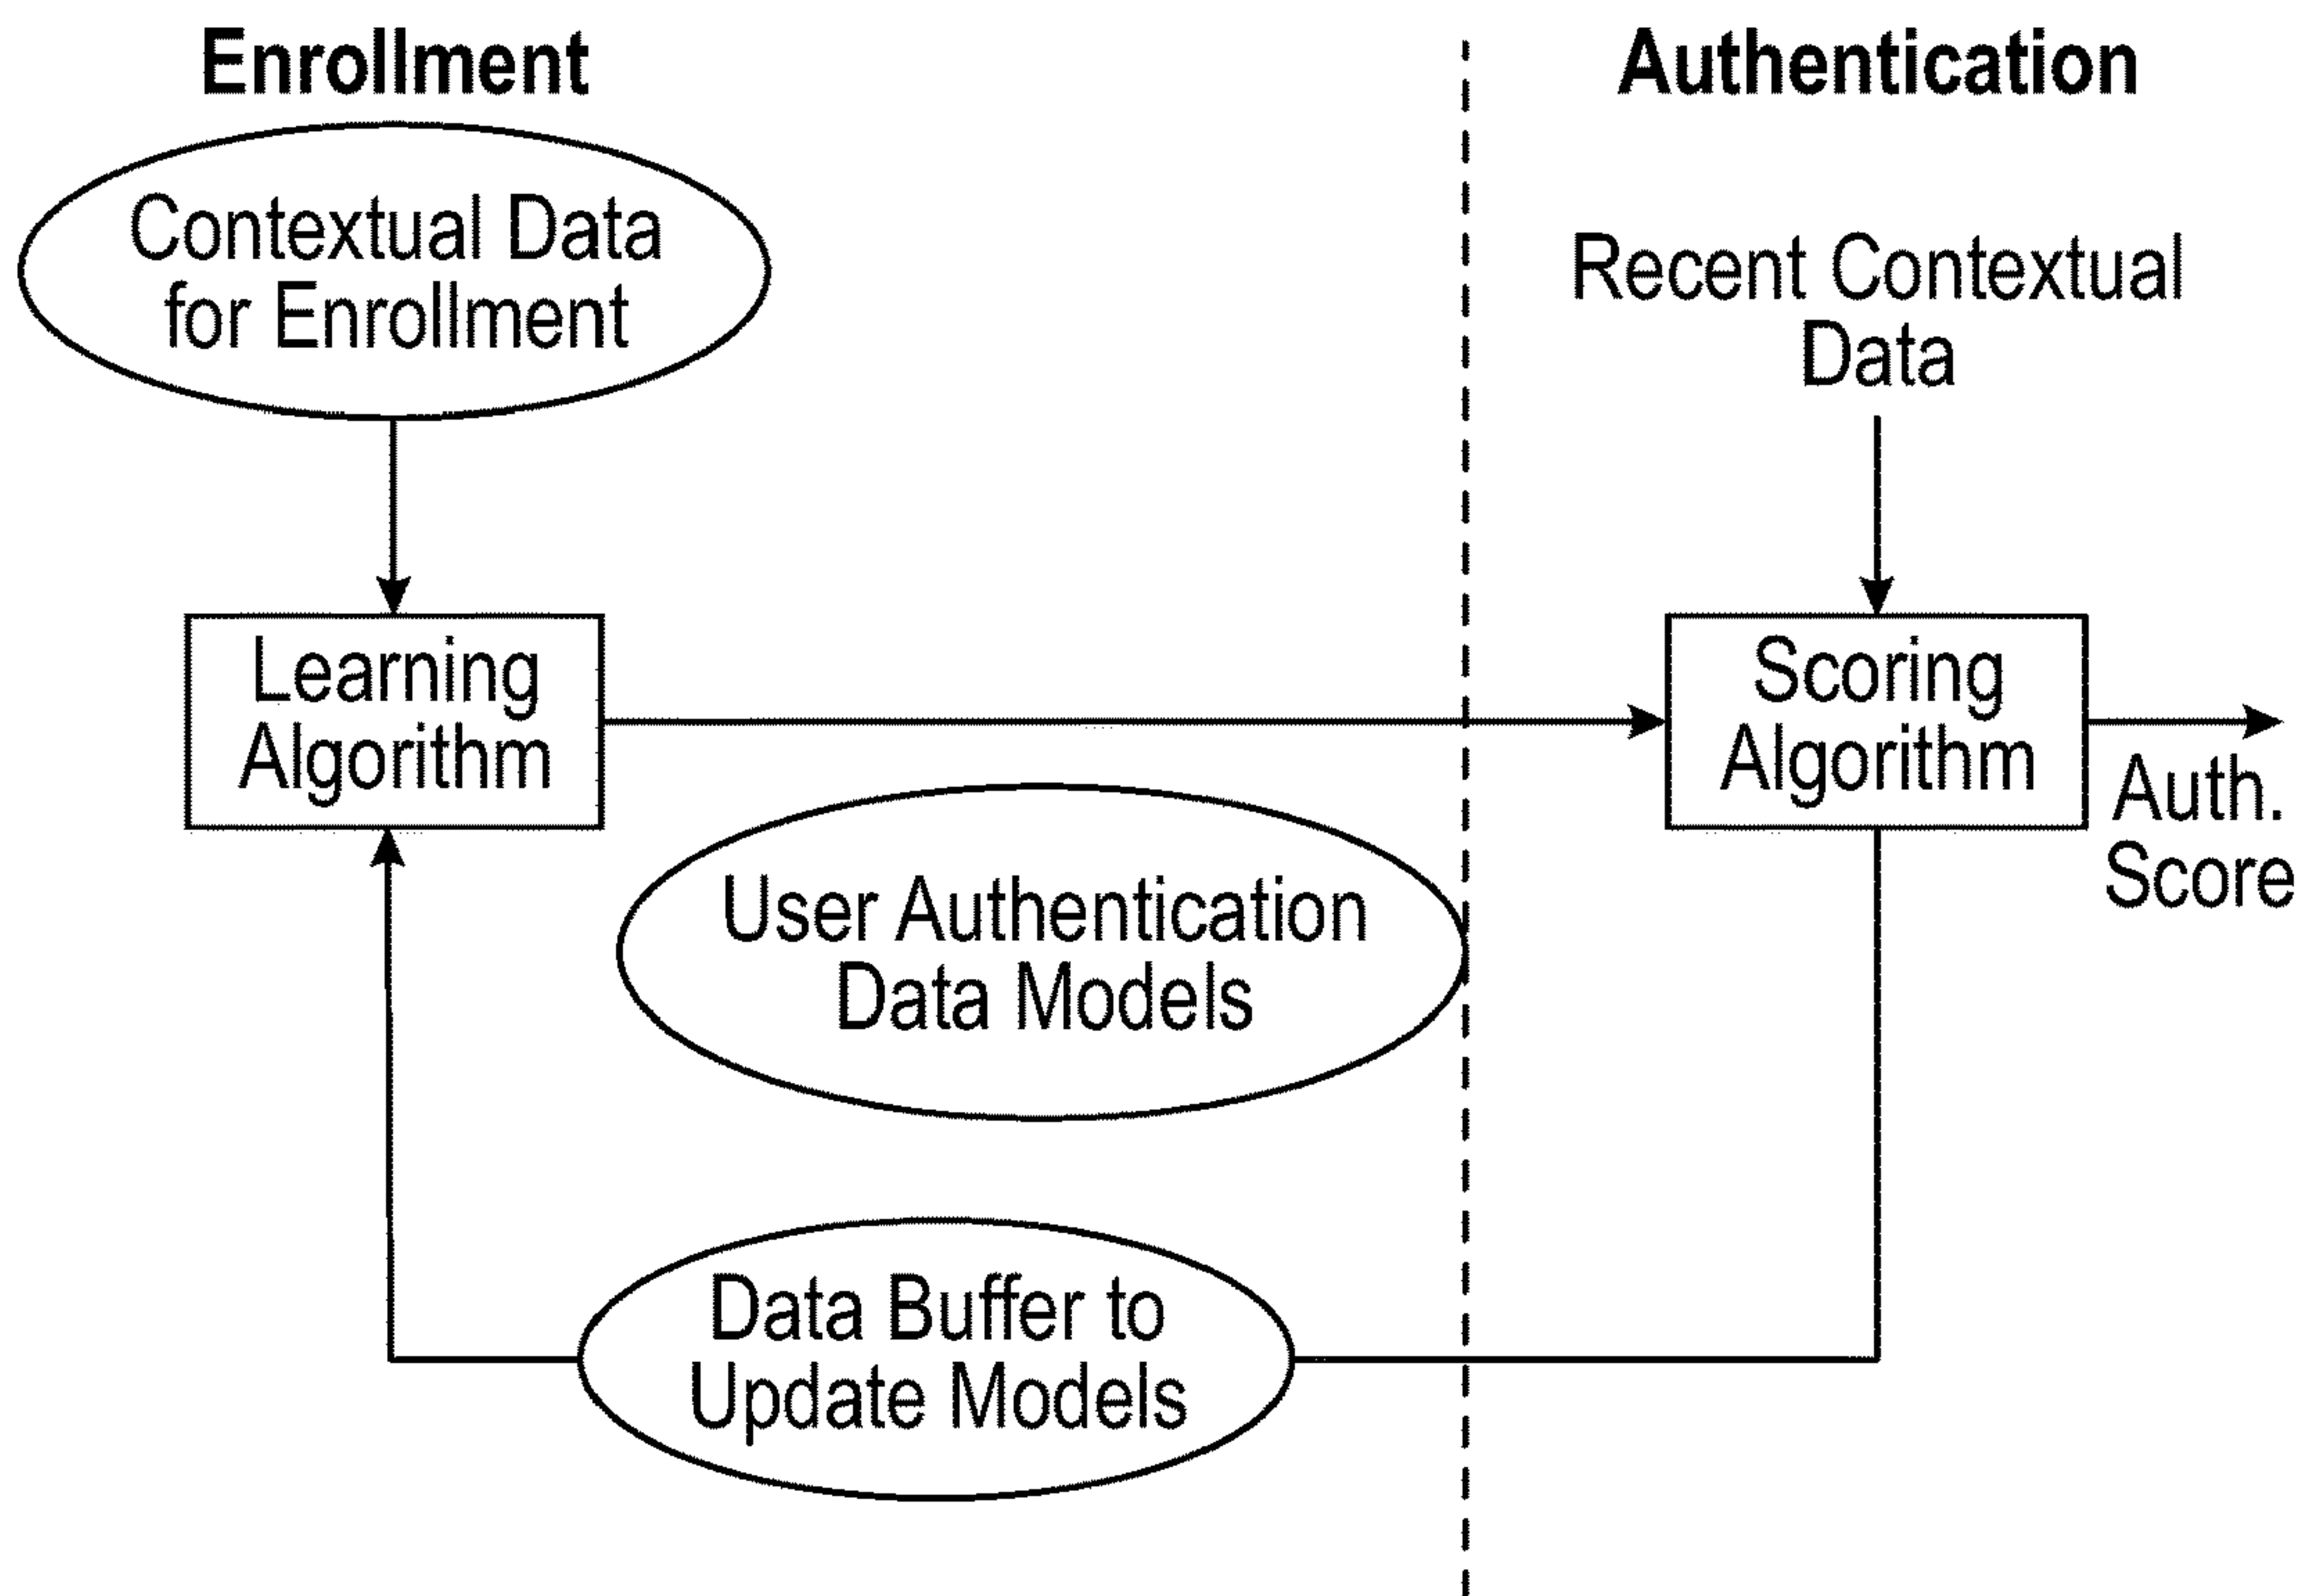 Enrollment
Authentication
Contextual Data
for Enrollment
Recent Contextual
Data
Learning
Algorithm
Scoring
Algorithm
Auth.
Score
User Authentication
Data Models
Data Buffer to
Update Models